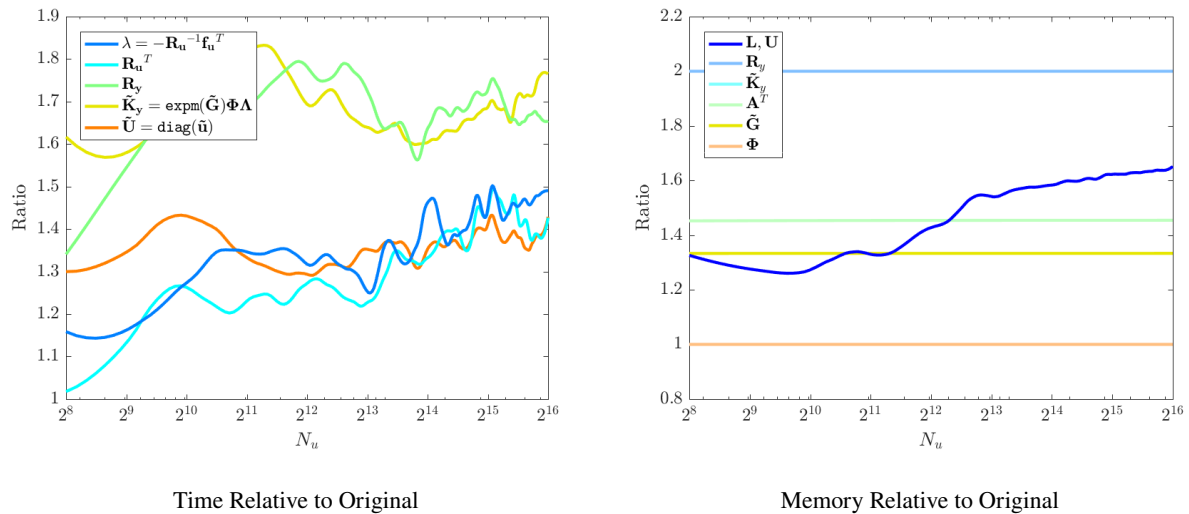 1.9
1.8
1.7
1.6
1.5
1.4
1.3
1.2
1.1
1
Ratio
λ = −R_u^{−1} f_u^T
R_u^T
R_y
K̃_y = expm(G̃)ΦΛ
Ũ = diag(ũ)
2^8 2^9 2^10 2^11 2^12 2^13 2^14 2^15 2^16
N_u
Time Relative to Original
2.2
2
1.8
1.6
1.4
1.2
1
0.8
Ratio
L, U
R_y
K̃_y
A^T
G̃
Φ
2^8 2^9 2^10 2^11 2^12 2^13 2^14 2^15 2^16
N_u
Memory Relative to Original